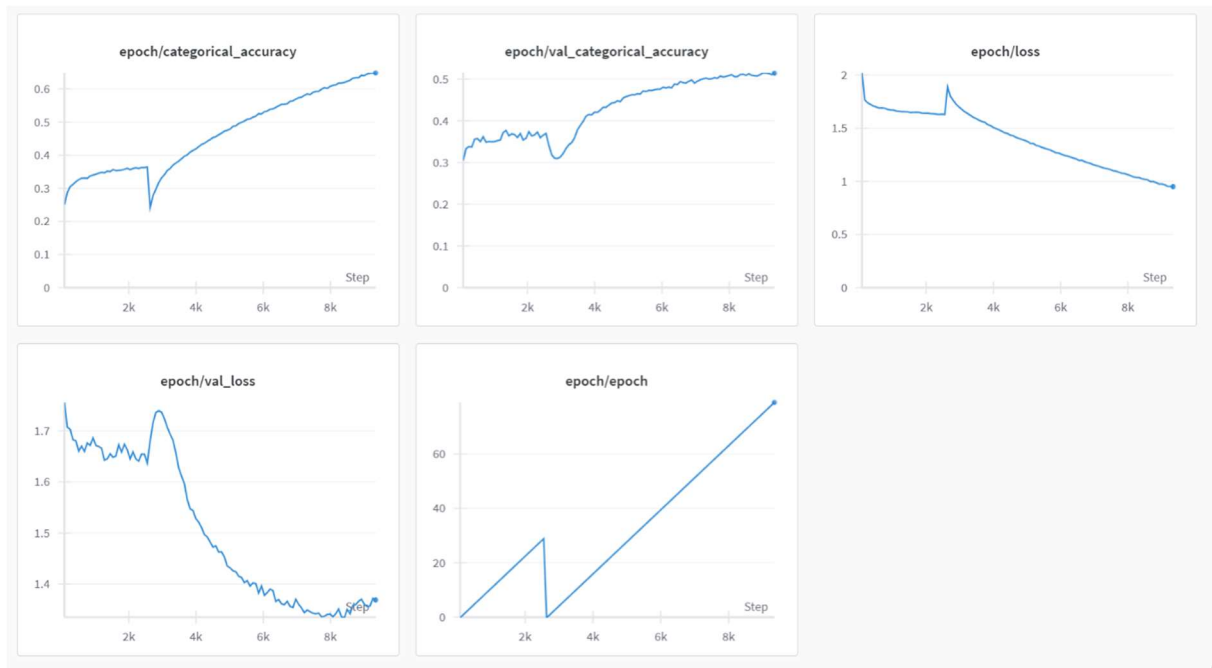 epoch/categorical_accuracy
0.6
0.5
0.4
0.3
0.2
0.1
0
Step
2k 4k 6k 8k
epoch/val_categorical_accuracy
0.5
0.4
0.3
0.2
0.1
0
Step
2k 4k 6k 8k
epoch/loss
2
1.5
1
0.5
0
Step
2k 4k 6k 8k
epoch/val_loss
1.7
1.6
1.5
1.4
Step
2k 4k 6k 8k
epoch/epoch
60
40
20
0
Step
2k 4k 6k 8k